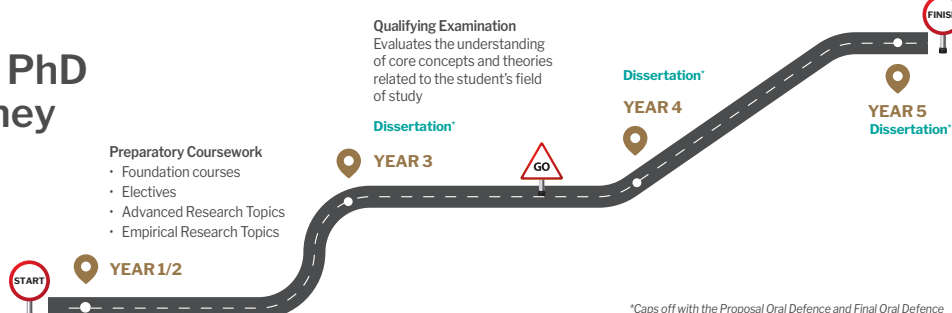 PhD
ney
START
Preparatory Coursework
• Foundation courses
• Electives
• Advanced Research Topics
• Empirical Research Topics
YEAR 1/2
Qualifying Examination
Evaluates the understanding
of core concepts and theories
related to the student's field
of study
Dissertation*
YEAR 3
GO
Dissertation*
YEAR 4
FINISH
YEAR 5
Dissertation*
*Caps off with the Proposal Oral Defence and Final Oral Defence